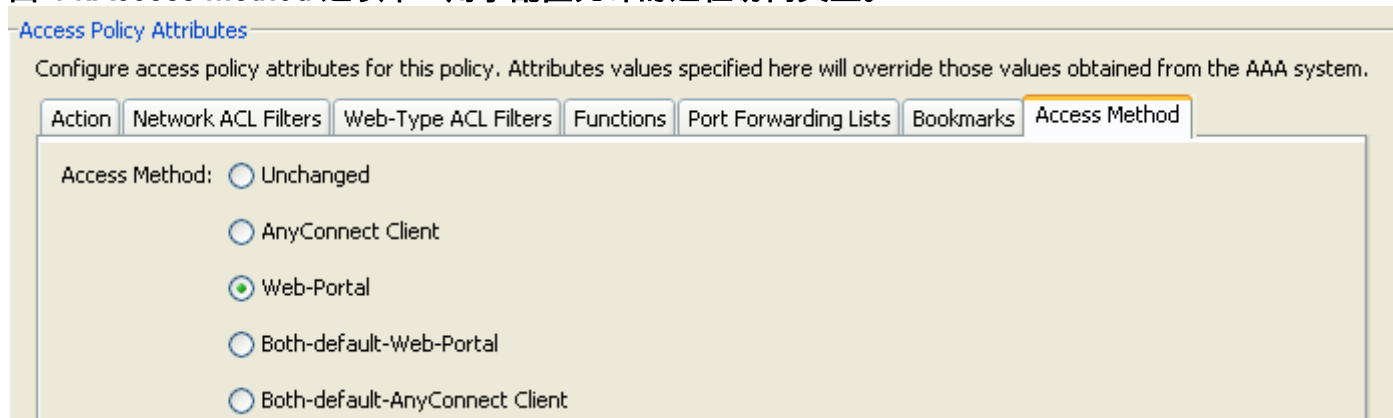 Access Policy Attributes
Configure access policy attributes for this policy. Attributes values specified here will override those values obtained from the AAA system.
Action Network ACL Filters Web-Type ACL Filters Functions Port Forwarding Lists Bookmarks Access Method
Access Method: Unchanged
AnyConnect Client
Web-Portal
Both-default-Web-Portal
Both-default-AnyConnect Client